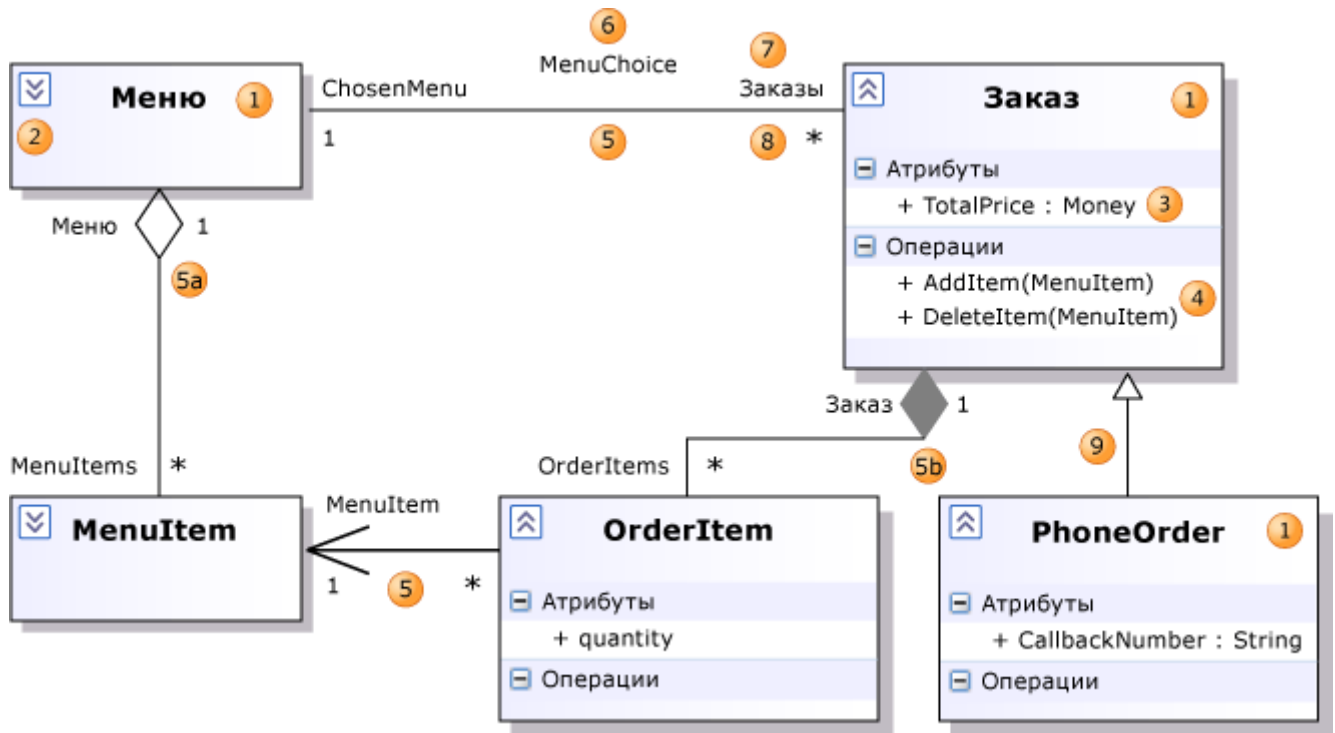 6
MenuChoice
7
Меню 1
2
ChosenMenu
1
5
Заказы
8 *
Заказ 1
Атрибуты
+ TotalPrice : Money 3
Операции
+ AddItem(MenuItem)
+ DeleteItem(MenuItem) 4
Меню 1
5a
MenuItems *
Заказ 1
5b
OrderItems *
9
MenuItem
MenuItem
1 5 *
OrderItem
Атрибуты
+ quantity
Операции
PhoneOrder 1
Атрибуты
+ CallbackNumber : String
Операции